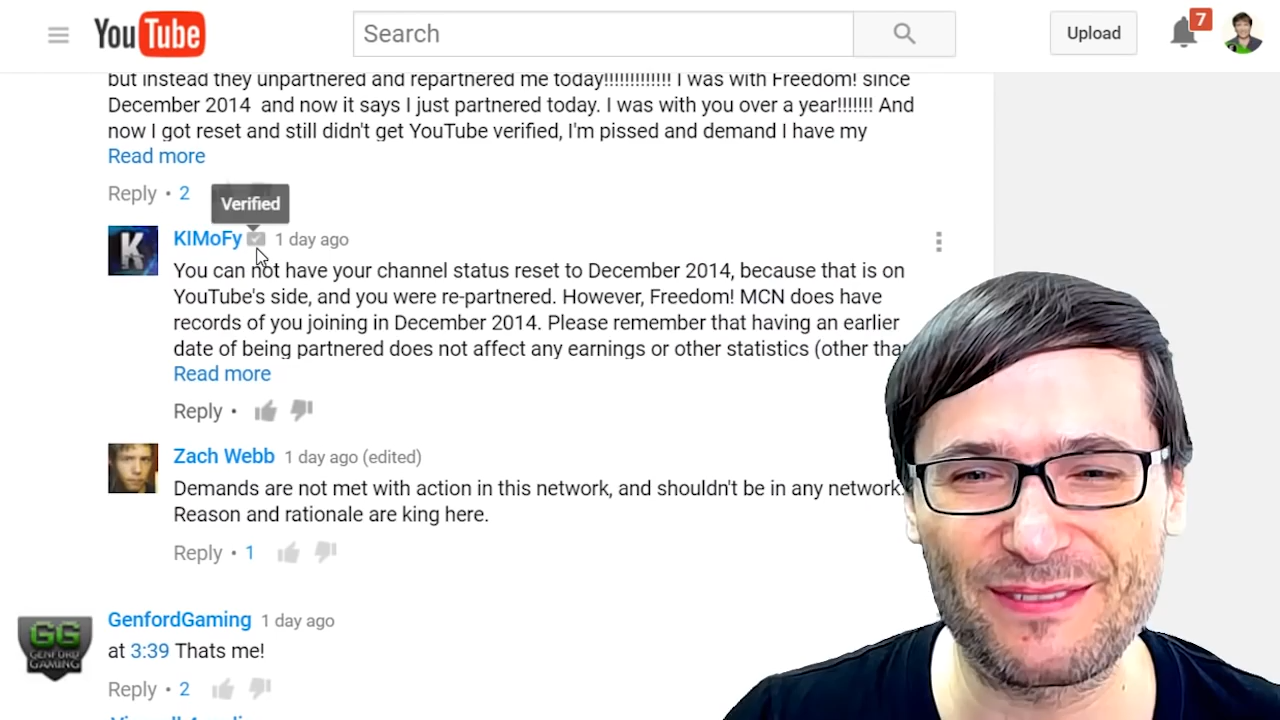 YouTube
Search
Upload
7
but instead they unpartnered and repartnered me today!!!!!!!!!!!!! I was with Freedom! since
December 2014 and now it says I just partnered today. I was with you over a year!!!!!!! And
now I got reset and still didn't get YouTube verified, I'm pissed and demand I have my
Read more
Reply • 2
Verified
K
KIMoFy 1 day ago
You can not have your channel status reset to December 2014, because that is on
YouTube's side, and you were re-partnered. However, Freedom! MCN does have
records of you joining in December 2014. Please remember that having an earlier
date of being partnered does not affect any earnings or other statistics (other
Read more
Reply •
Zach Webb 1 day ago (edited)
Demands are not met with action in this network, and shouldn't be in any network.
Reason and rationale are king here.
Reply • 1
GG
GENFORD
GAMING
GenfordGaming 1 day ago
at 3:39 Thats me!
Reply • 2